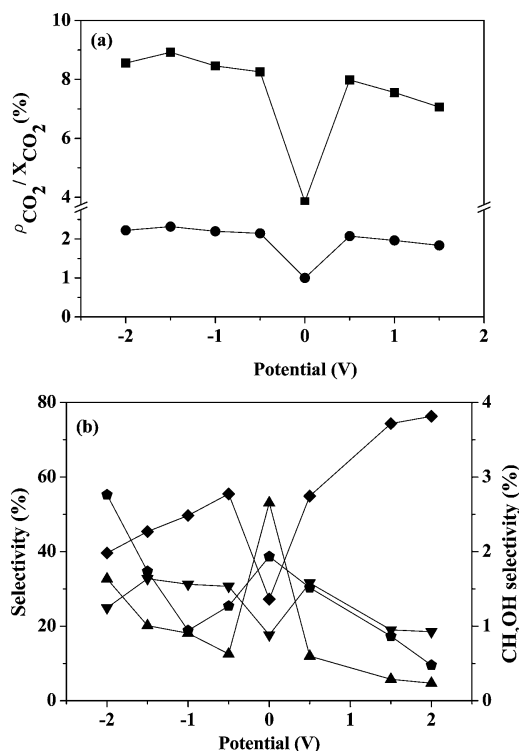 (a)
ρCO2 / XCO2 (%)
10
8
6
4
2
1
0
-2 -1 0 1 2
Potential (V)
(b)
Selectivity (%)
80
60
40
20
0
CH3OH selectivity (%)
4
3
2
1
0
-2 -1 0 1 2
Potential (V)